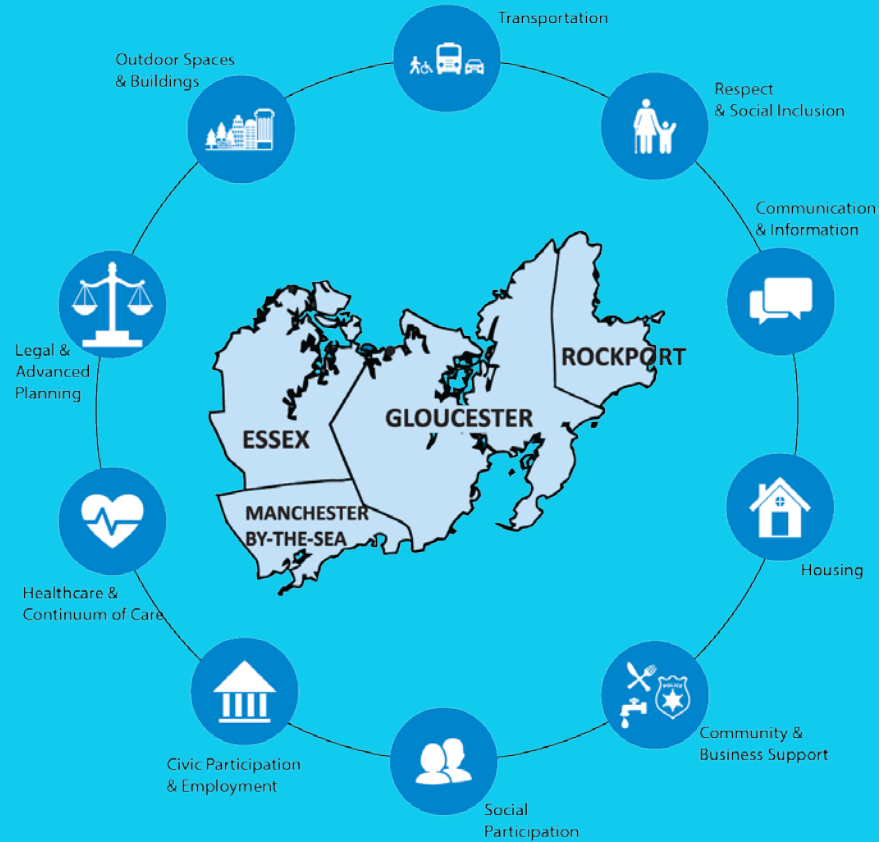 Transportation
Outdoor Spaces
& Buildings
Respect
& Social Inclusion
Communication
& Information
Legal &
Advanced
Planning
ROCKPORT
GLOUCESTER
ESSEX
MANCHESTER
BY-THE-SEA
Housing
Healthcare &
Continuum of Care
POLICE
Community &
Business Support
Civic Participation
& Employment
Social
Participation